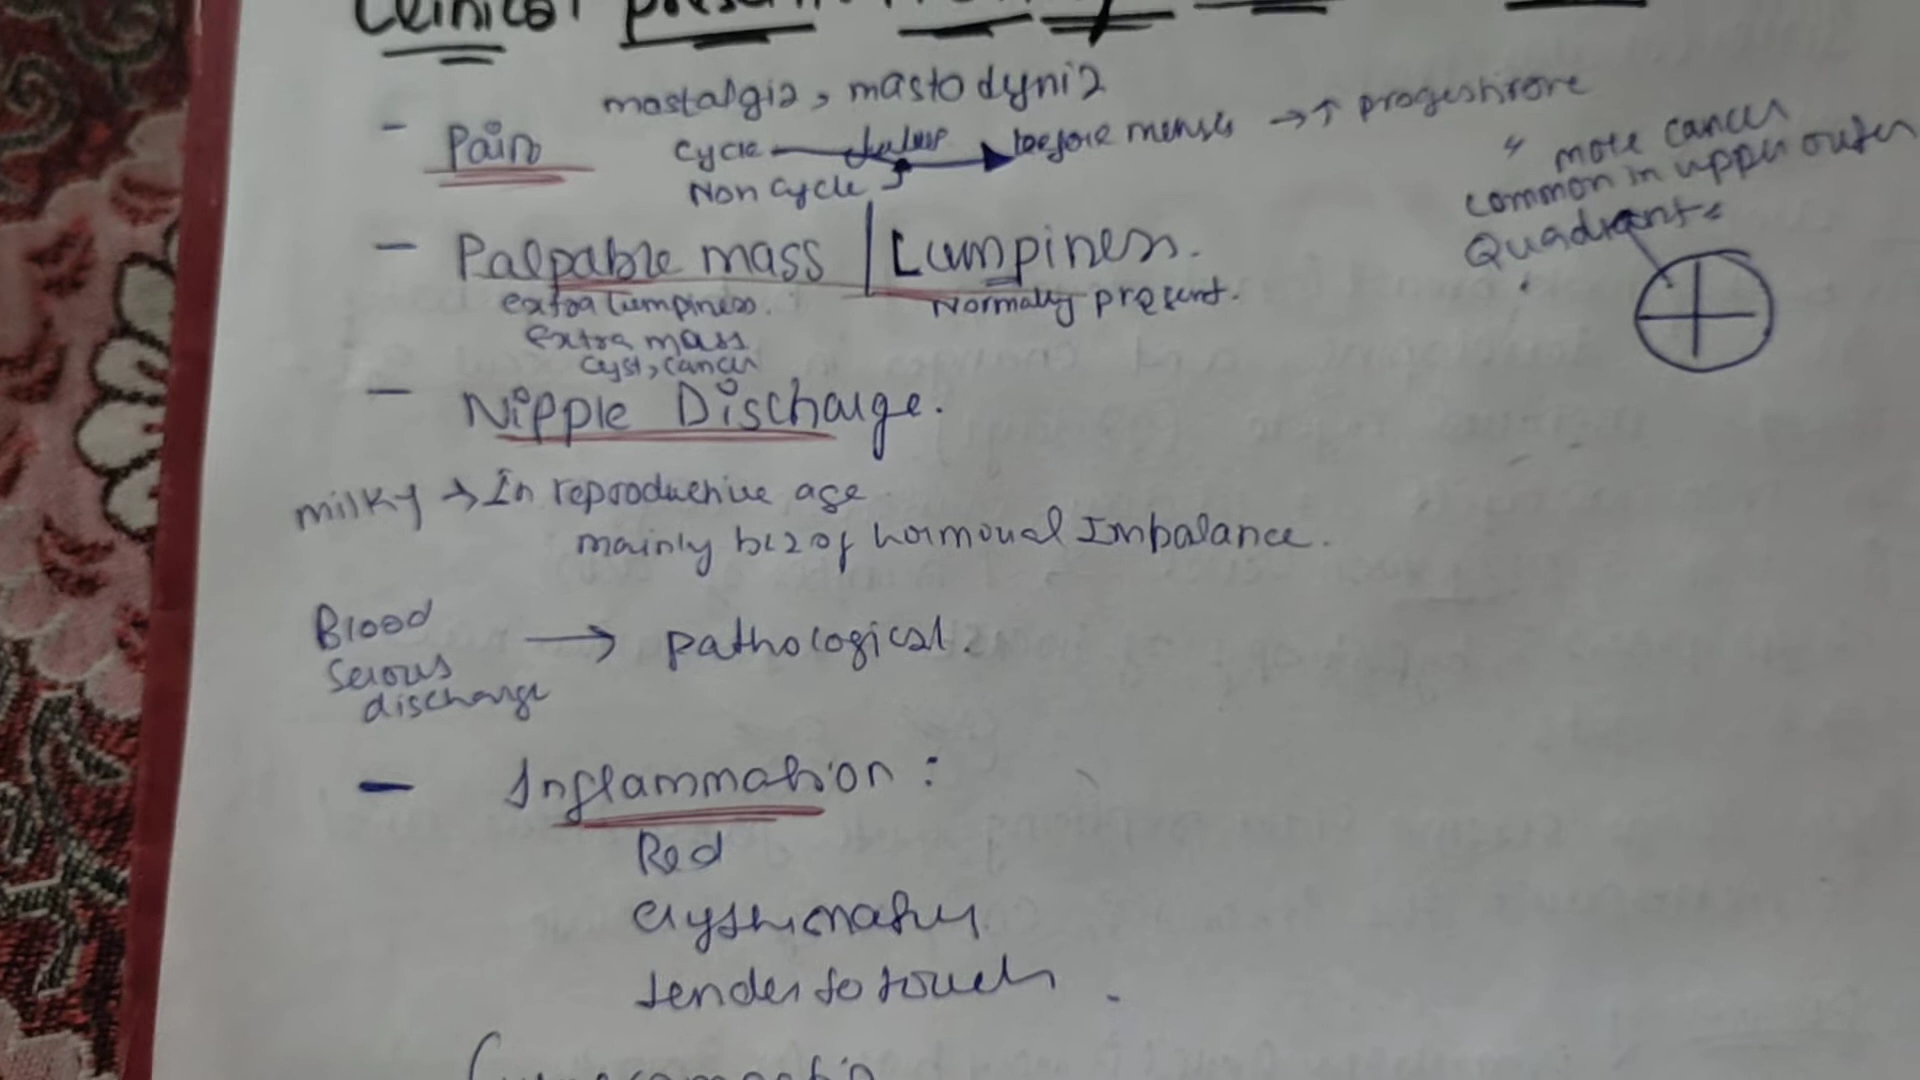 Clinical
- Pain
mastalgia, mastodynia
cycle before menses → ↑ progeshrone
Non cycle
" more cancer
common in upper outer
Quadrants
- Palpable mass | Lumpiness.
extra lumpiness. Normally present.
extra mass
cyst, cancer
- Nipple Discharge.
milky → In reproductive age
mainly bcz of hormonal Imbalance.
Blood
Serous → pathological.
discharge
- Inflammation :
Red
tender to touch.